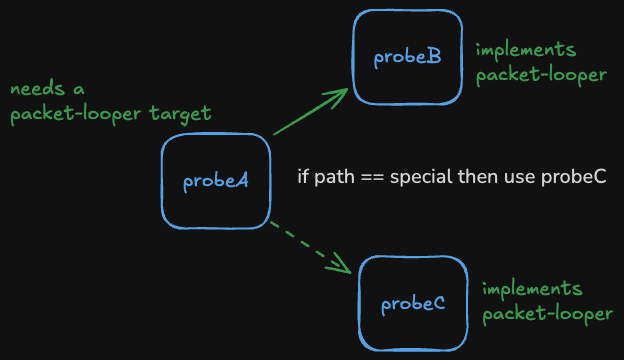 probeB
implements
packet-looper
needs a
packet-looper target
probeA
if path == special then use probeC
probeC
implements
packet-looper